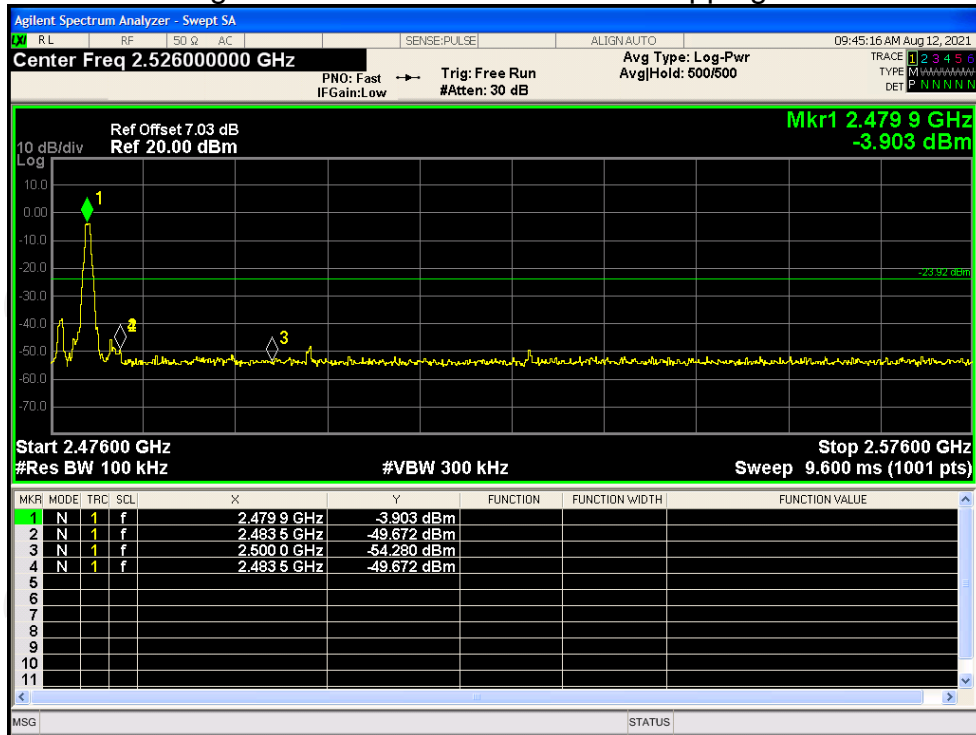 Agilent Spectrum Analyzer - Swept SA
LXI RL RF 50 Ω AC SENSE:PULSE ALIGN AUTO 09:45:16 AM Aug 12, 2021
Center Freq 2.526000000 GHz
PNO: Fast
IFGain:Low
Trig: Free Run
#Atten: 30 dB
Avg Type: Log-Pwr
Avg|Hold: 500/500
TRACE 1 2 3 4 5 6
TYPE M
DET P N N N N N
Mkr1 2.479 9 GHz
-3.903 dBm
Ref Offset 7.03 dB
10 dB/div Ref 20.00 dBm
Log
10.0
0.00
-10.0
-20.0
-30.0
-40.0
-50.0
-60.0
-70.0
1
2
3
-23.92 dBm
Start 2.47600 GHz Stop 2.57600 GHz
#Res BW 100 kHz #VBW 300 kHz Sweep 9.600 ms (1001 pts)
MKR MODE TRC SCL X Y FUNCTION FUNCTION WIDTH FUNCTION VALUE
1 N 1 f 2.479 9 GHz -3.903 dBm
2 N 1 f 2.483 5 GHz -49.672 dBm
3 N 1 f 2.500 0 GHz -54.280 dBm
4 N 1 f 2.483 5 GHz -49.672 dBm
5
6
7
8
9
10
11
MSG STATUS